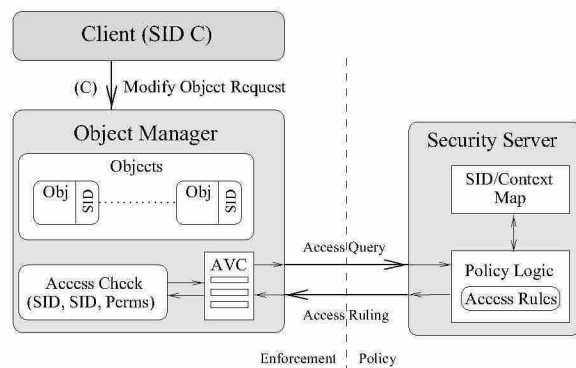 Client (SID C)
(C) Modify Object Request
Object Manager
Objects
Obj SID
Obj SID
Access Check
(SID, SID, Perms)
AVC
Access Query
Access Ruling
Security Server
SID/Context
Map
Policy Logic
Access Rules
Enforcement
Policy